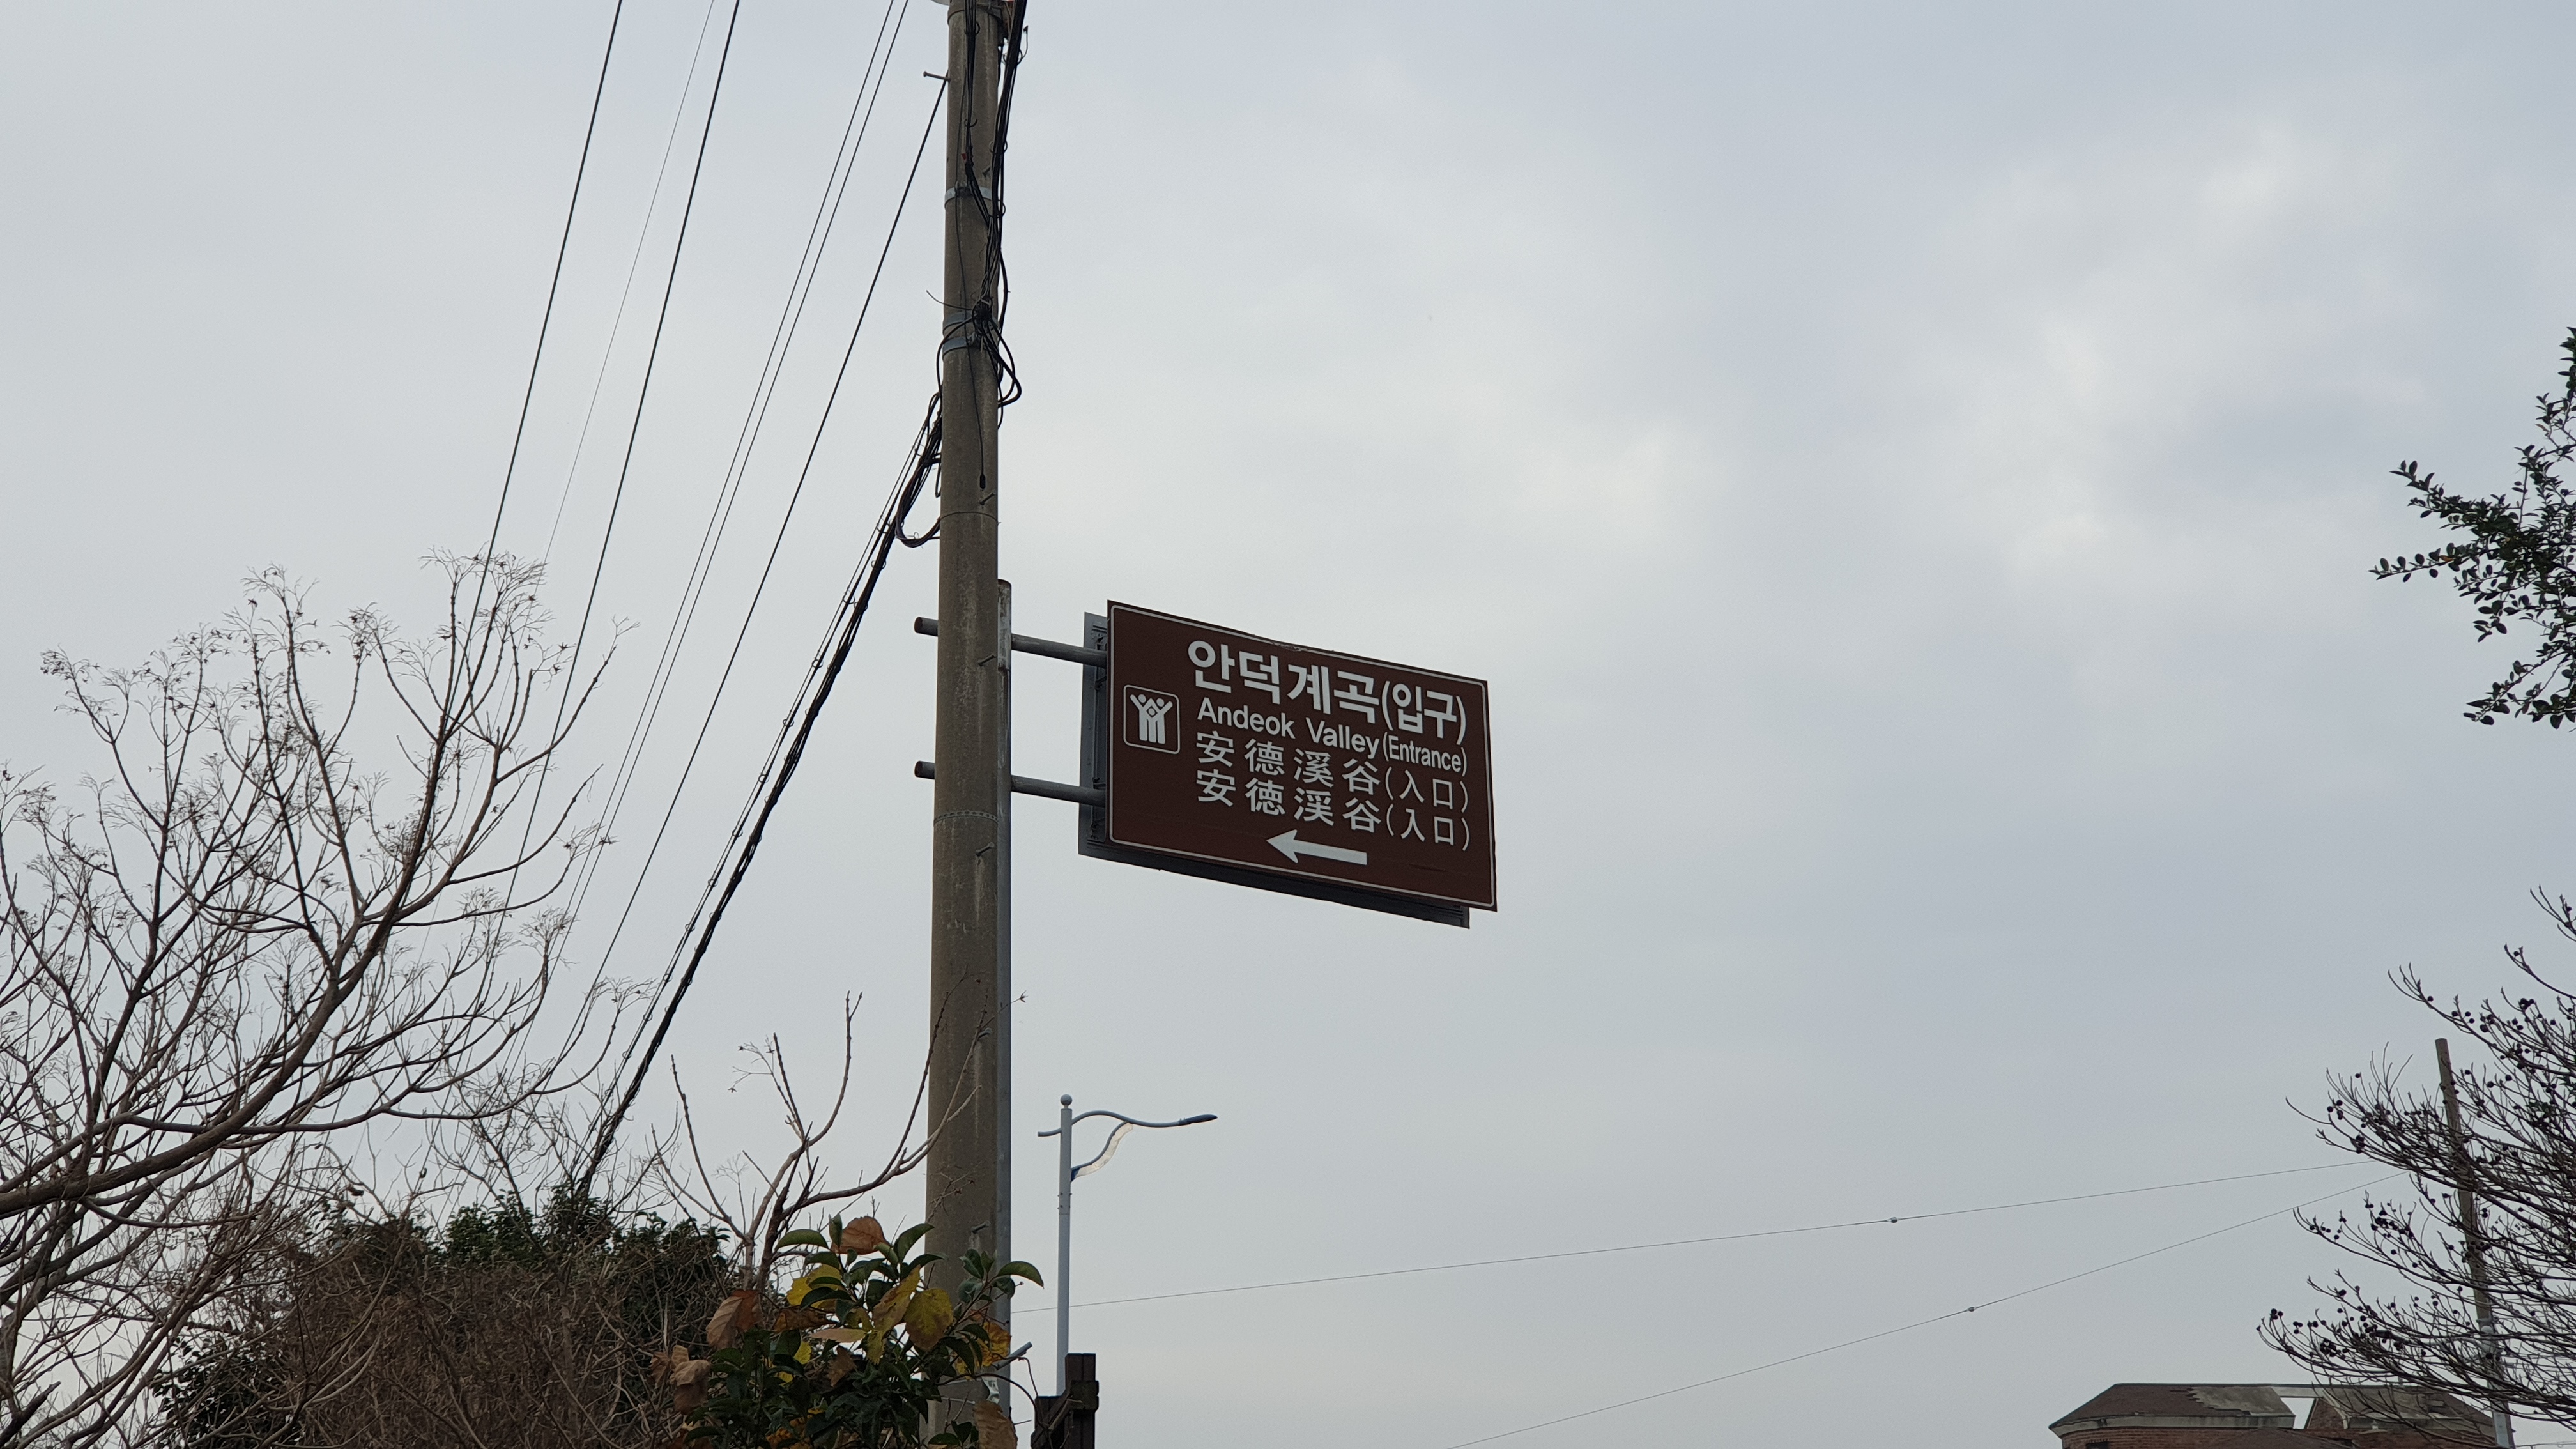 안덕계곡(입구)
Andeok Valley(Entrance)
安德溪谷(入口)
安徳渓谷(入口)